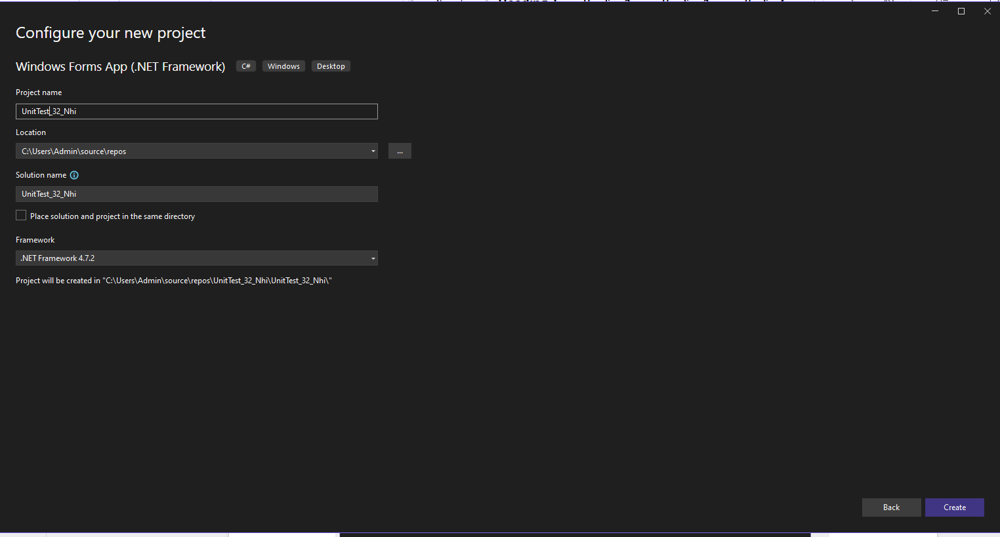 Configure your new project
Windows Forms App (.NET Framework) C# Windows Desktop
Project name
UnitTest_32_Nhi
Location
C:\Users\Admin\source\repos
...
Solution name
UnitTest_32_Nhi
Place solution and project in the same directory
Framework
.NET Framework 4.7.2
Project will be created in "C:\Users\Admin\source\repos\UnitTest_32_Nhi\UnitTest_32_Nhi\"
Back Create